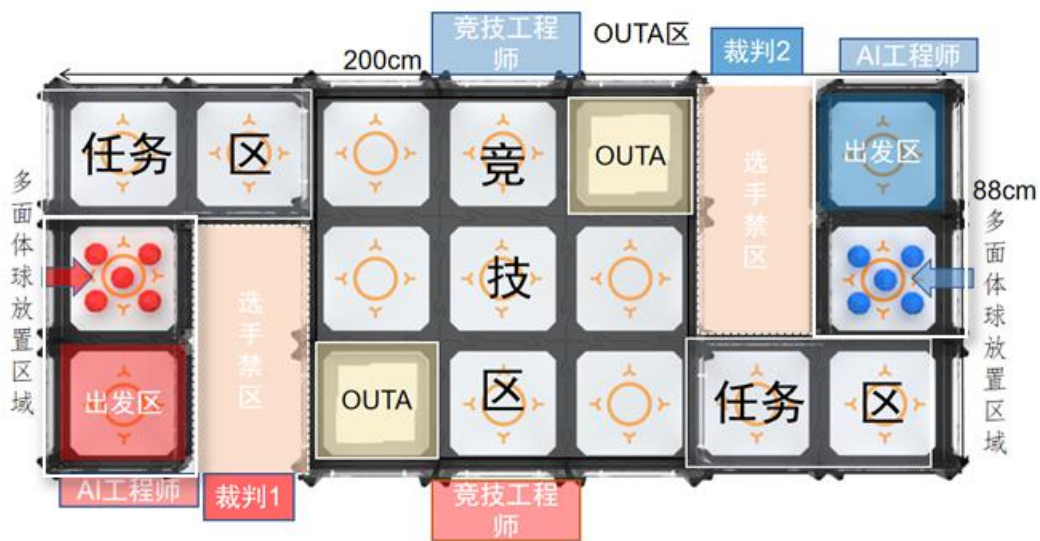 竞技工程
师
OUTA区
裁判2
AI工程师
200cm
任务
区
竞
OUTA
选手禁区
出发区
88cm
多面体球放置区域
选手禁区
技
多面体球放置区域
出发区
OUTA
区
任务
区
AI工程师
裁判1
竞技工程
师